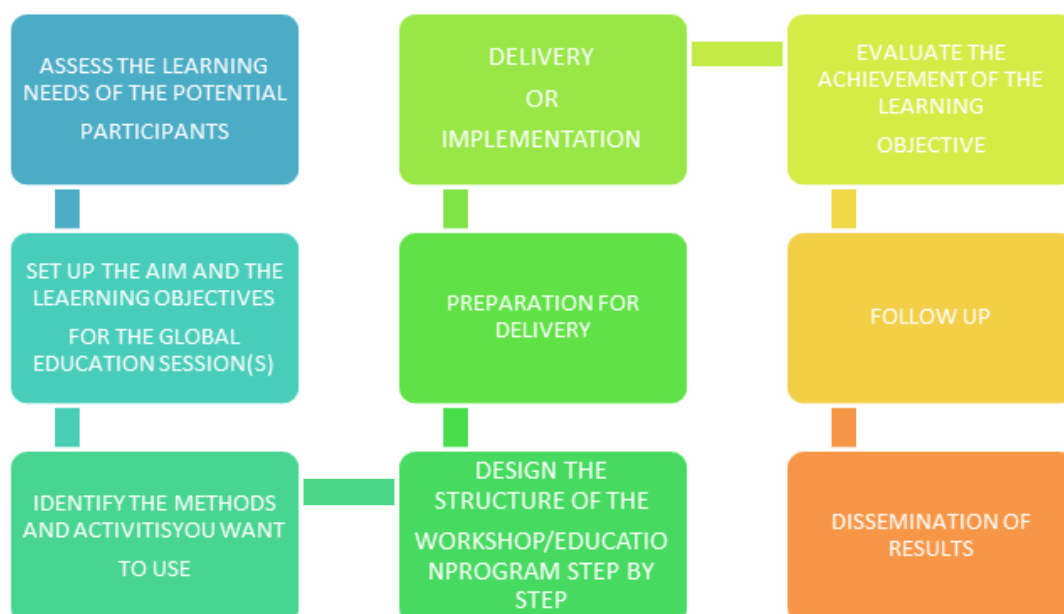 ASSESS THE LEARNING
NEEDS OF THE POTENTIAL
PARTICIPANTS
SET UP THE AIM AND THE
LEAERNING OBJECTIVES
FOR THE GLOBAL
EDUCATION SESSION(S)
IDENTIFY THE METHODS
AND ACTIVITISYOU WANT
TO USE
DESIGN THE
STRUCTURE OF THE
WORKSHOP/EDUCATIO
NPROGRAM STEP BY
STEP
PREPARATION FOR
DELIVERY
DELIVERY
OR
IMPLEMENTATION
EVALUATE THE
ACHIEVEMENT OF THE
LEARNING
OBJECTIVE
FOLLOW UP
DISSEMINATION OF
RESULTS